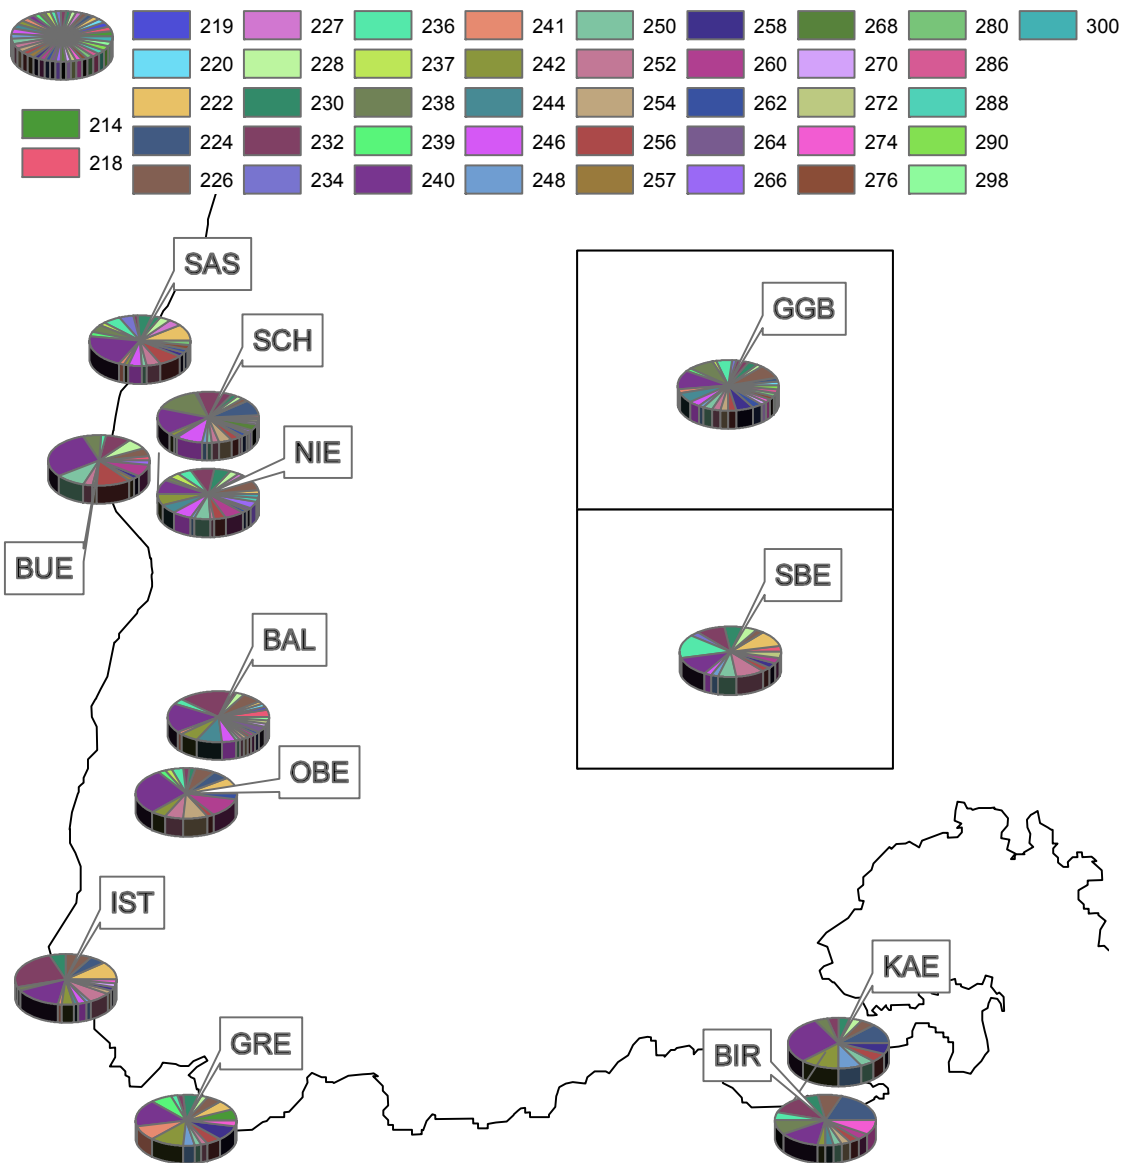 219 227 236 241 250 258 268 280 300
220 228 237 242 252 260 270 286
222 230 238 244 254 262 272 288
214 224 232 239 246 256 264 274 290
218 226 234 240 248 257 266 276 298
SAS
GGB
SCH
NIE
BUE
SBE
BAL
OBE
IST
KAE
GRE
BIR